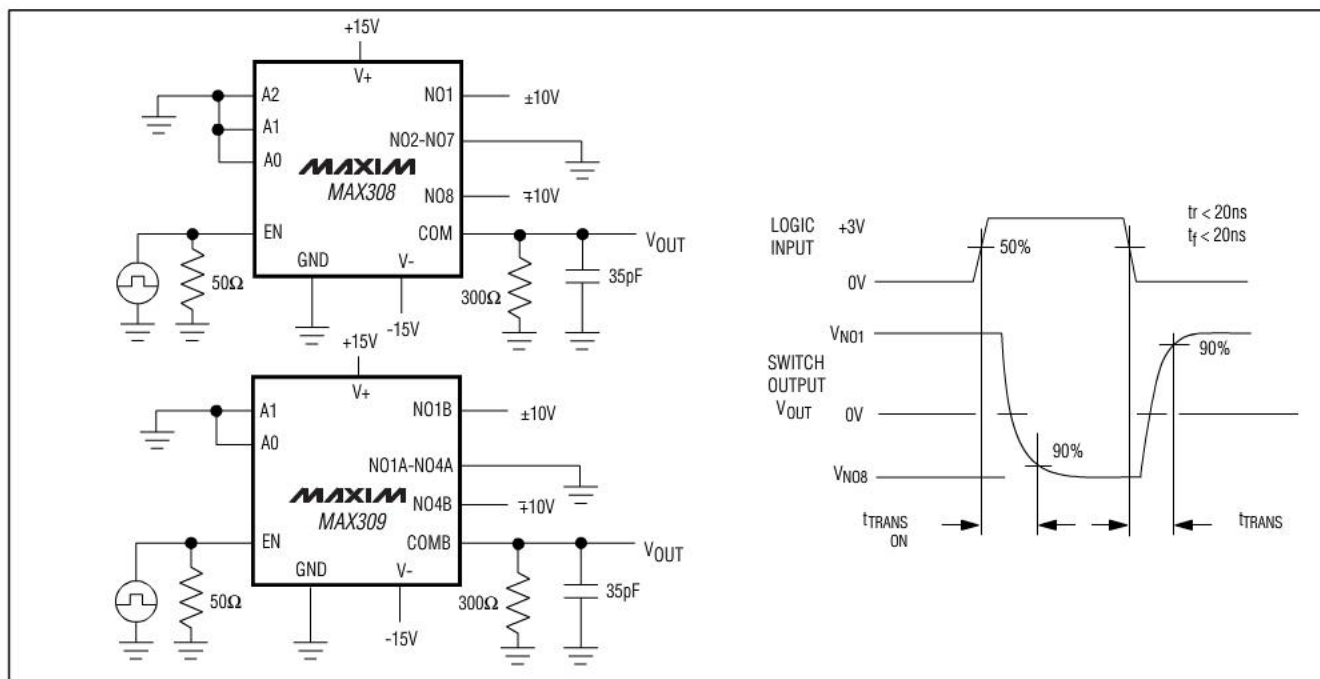 +15V
V+
A2
A1
A0
NO1
±10V
NO2-NO7
MAXIM
MAX308
NO8
∓10V
EN
COM
VOUT
GND
V-
50Ω
300Ω
35pF
-15V
+15V
V+
A1
A0
NO1B
±10V
NO1A-NO4A
MAXIM
MAX309
NO4B
∓10V
EN
COMB
VOUT
GND
V-
50Ω
300Ω
35pF
-15V
LOGIC
INPUT
+3V
50%
0V
tr < 20ns
tf < 20ns
VNO1
90%
SWITCH
OUTPUT
VOUT
0V
90%
VNO8
tTRANS
ON
tTRANS